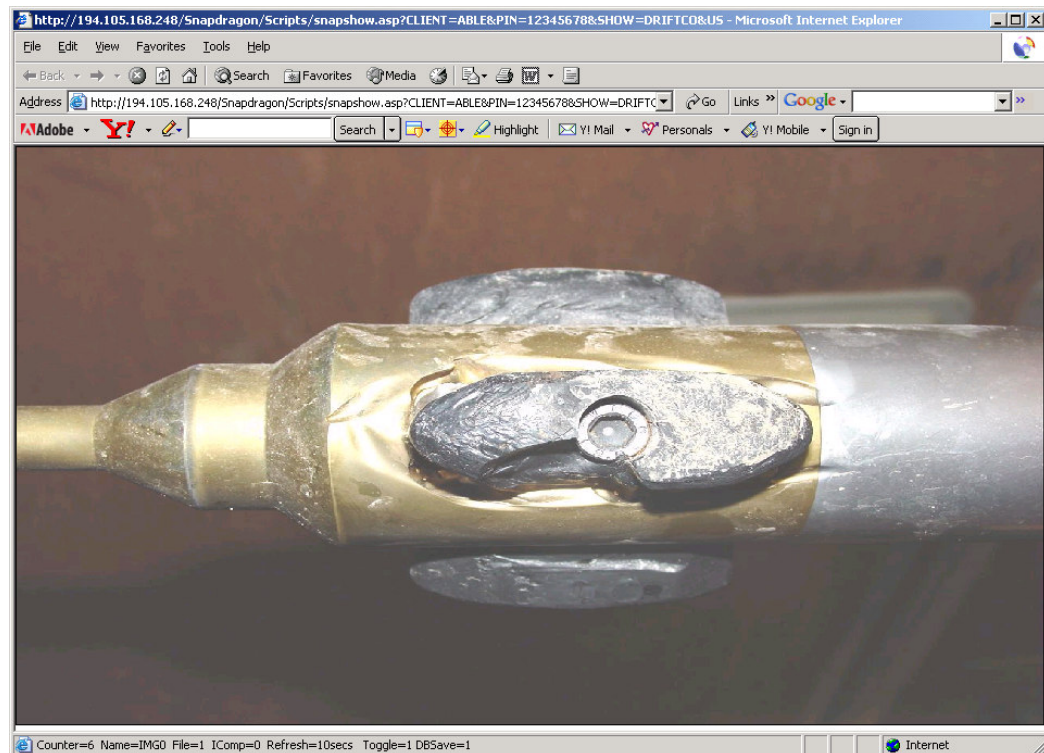 http://194.105.168.248/Snapdragon/Scripts/snapshow.asp?CLIENT=ABLE&PIN=12345678&SHOW=DRIFTCO&US - Microsoft Internet Explorer
File Edit View Favorites Tools Help
Back Search Favorites Media
Address http://194.105.168.248/Snapdragon/Scripts/snapshow.asp?CLIENT=ABLE&PIN=12345678&SHOW=DRIFTC Go Links » Google »
Adobe Y! Search Highlight Y! Mail Personals Y! Mobile Sign in
Counter=6 Name=IMG0 File=1 IComp=0 Refresh=10secs Toggle=1 DBSave=1 Internet